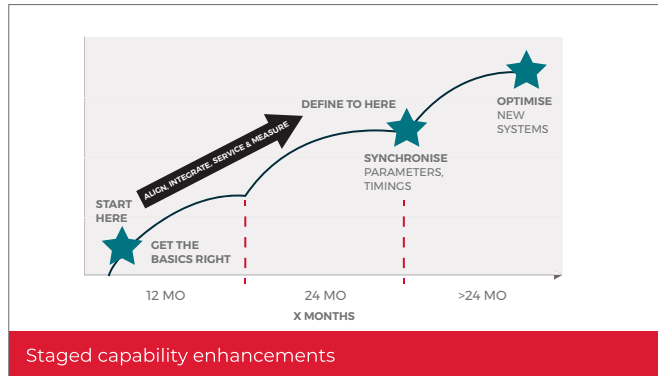 DEFINE TO HERE
OPTIMISE
NEW
SYSTEMS
ALIGN, INTEGRATE, SERVICE & MEASURE
SYNCHRONISE
PARAMETERS,
TIMINGS
START
HERE
GET THE
BASICS RIGHT
12 MO
24 MO
>24 MO
X MONTHS
Staged capability enhancements